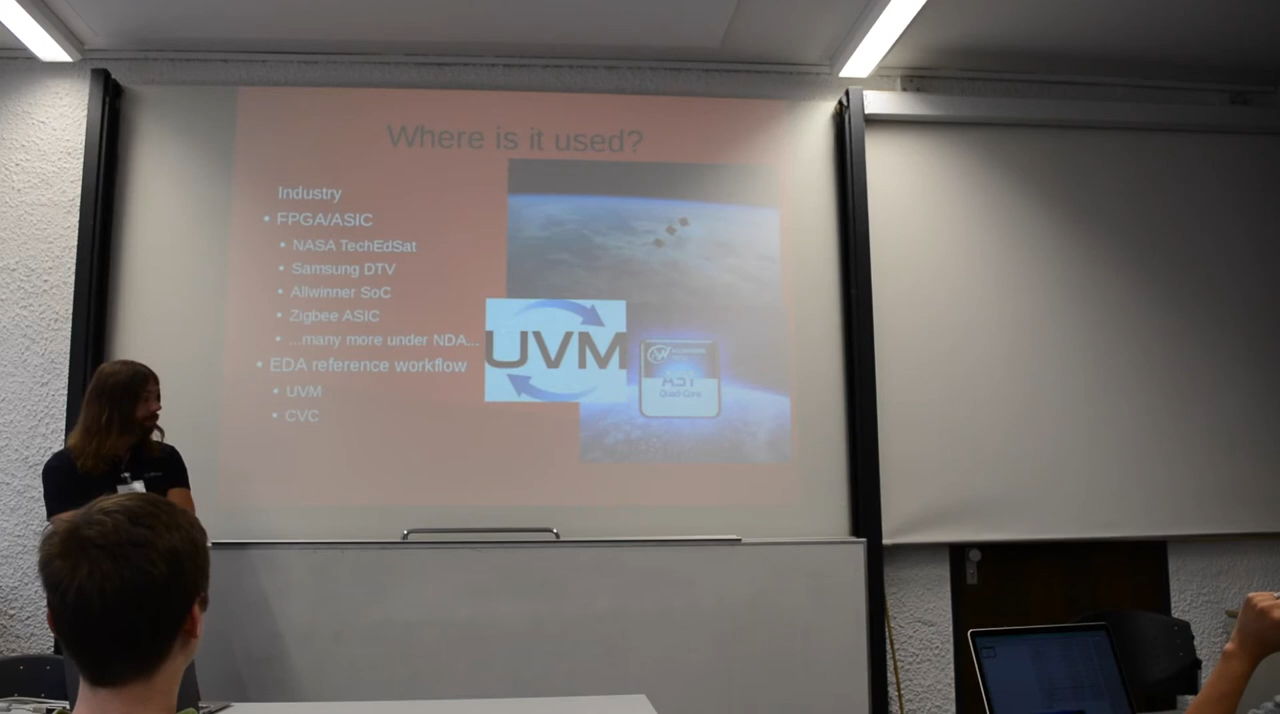 Where is it used?
Industry
• FPGA/ASIC
• NASA TechEdSat
• Samsung DTV
• Allwinner SoC
• Zigbee ASIC
• ...many more under NDA...
• EDA reference workflow
• UVM
• CVC
UVM
Quad-Core